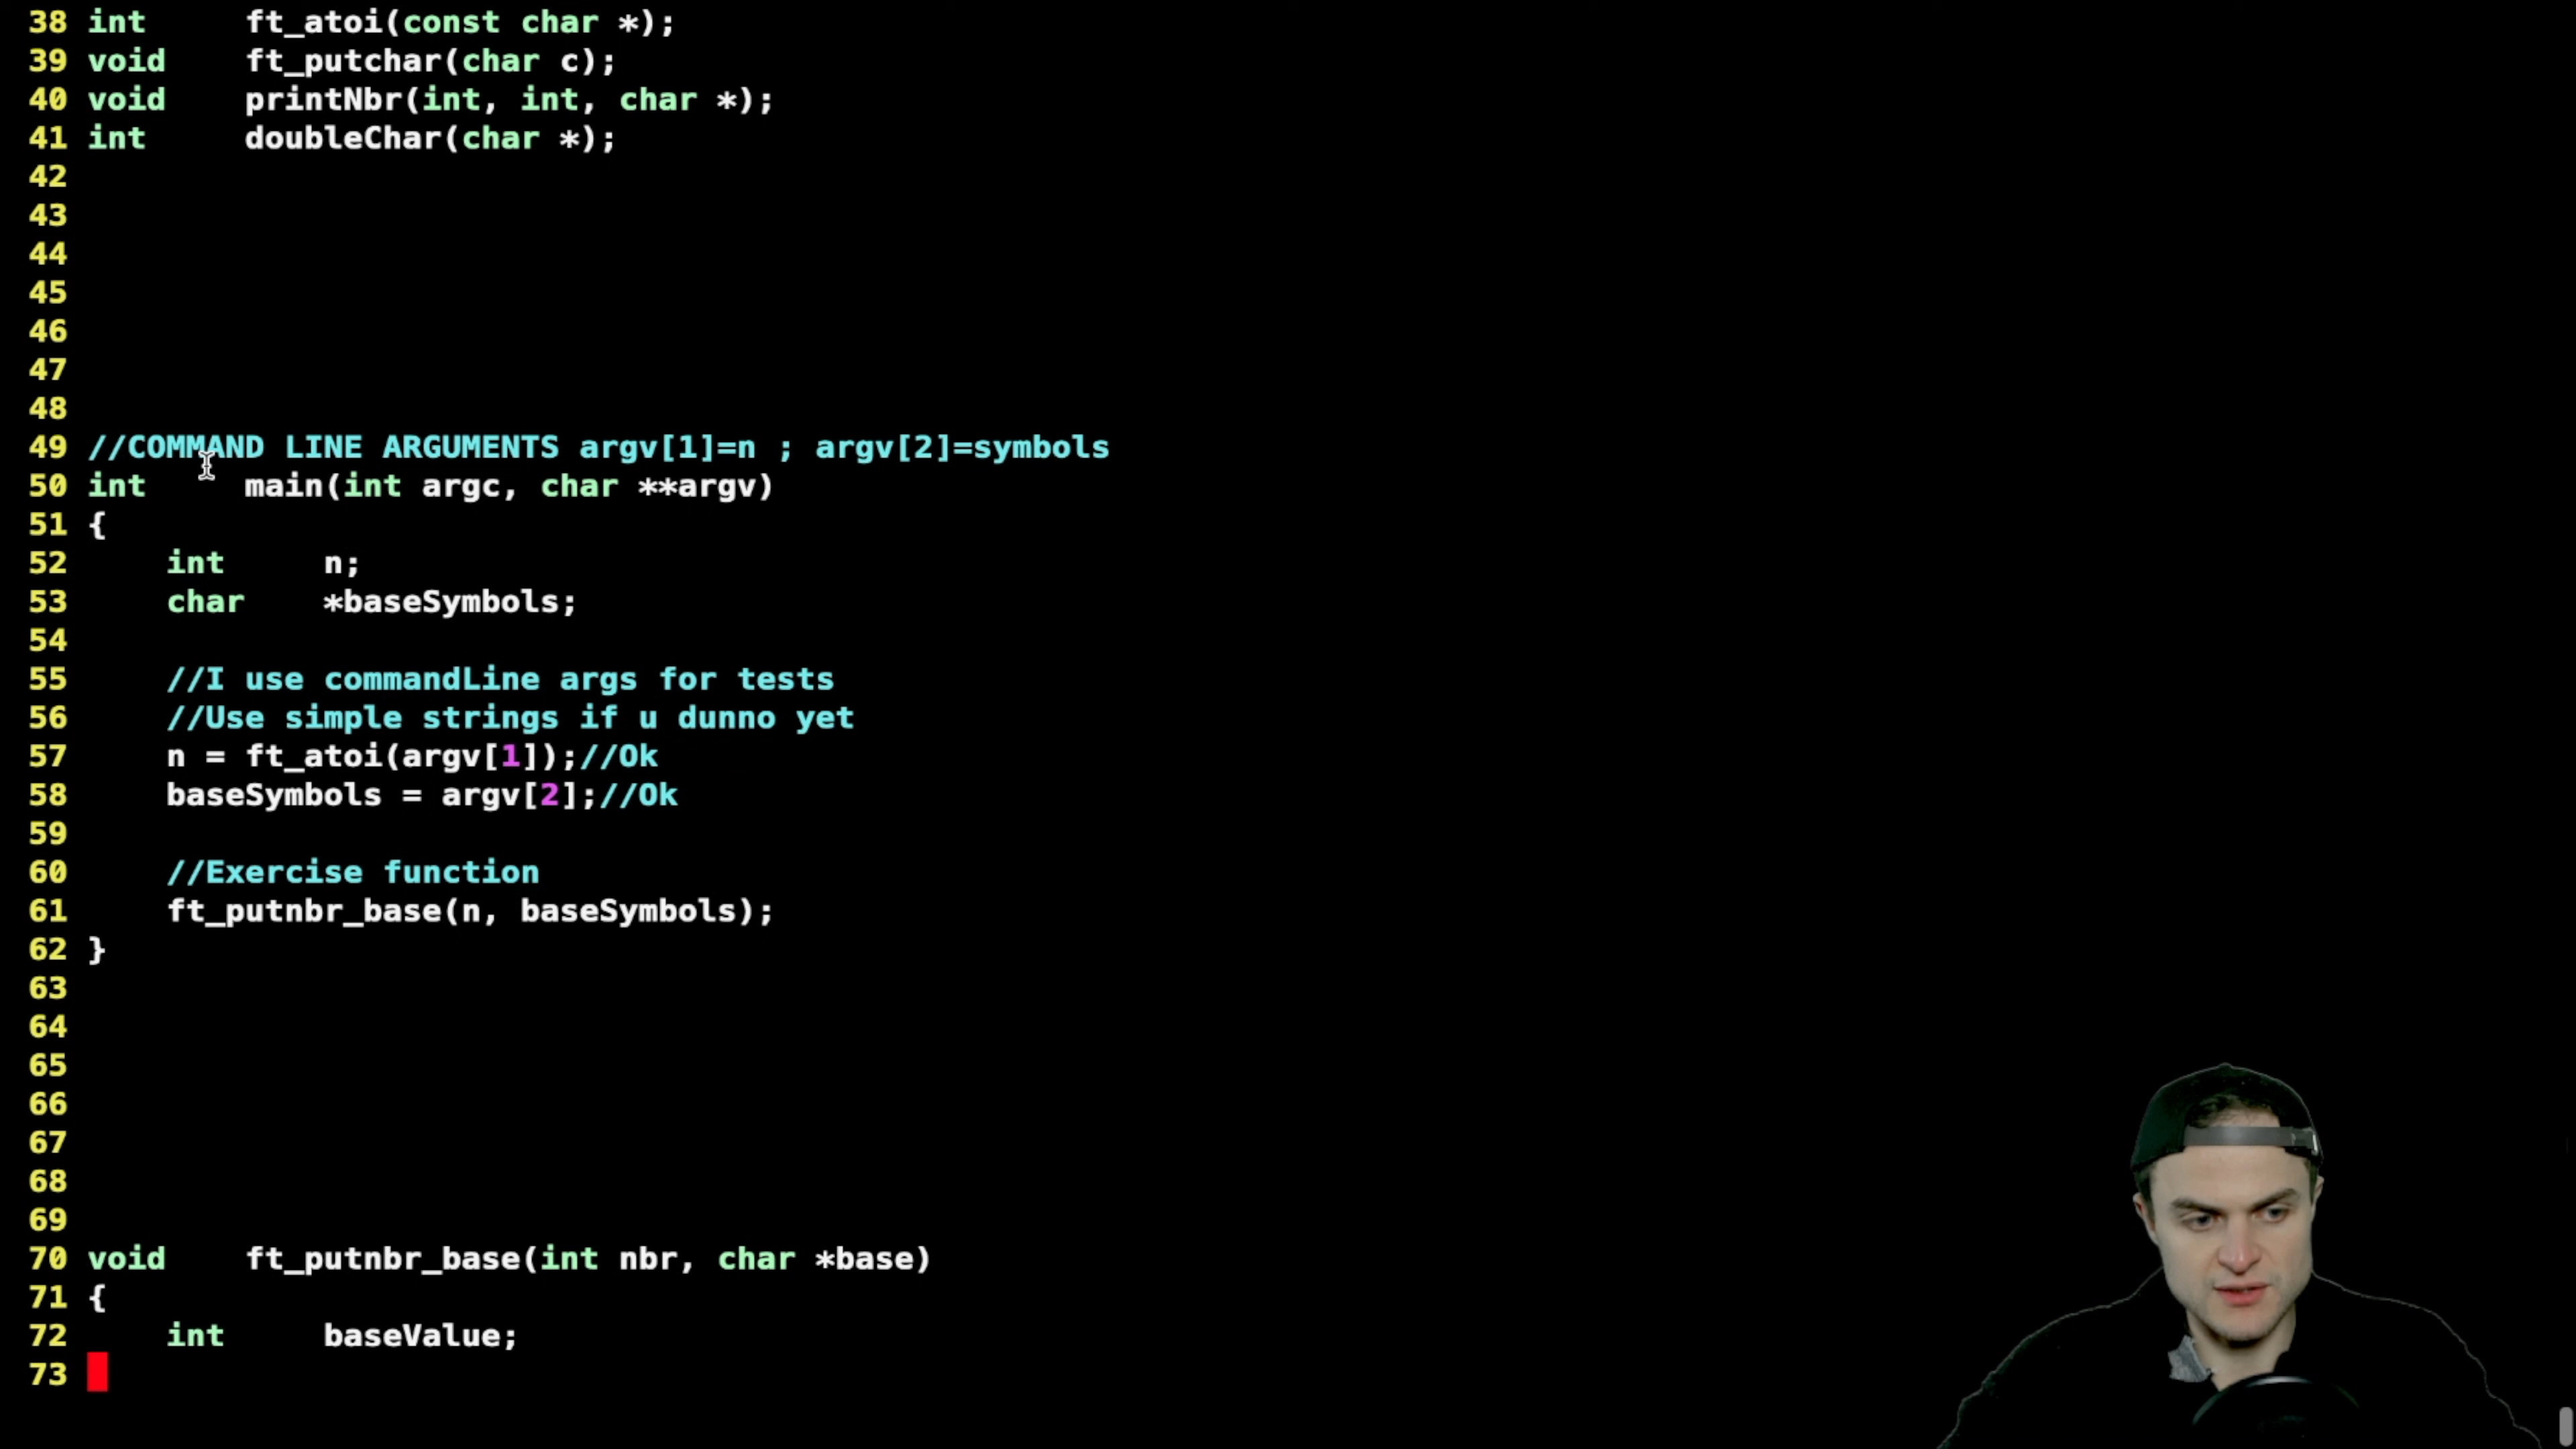 38 int     ft_atoi(const char *);
39 void    ft_putchar(char c);
40 void    printNbr(int, int, char *);
41 int     doubleChar(char *);
42
43
44
45
46
47
48
49 //COMMAND LINE ARGUMENTS argv[1]=n ; argv[2]=symbols
50 int     main(int argc, char **argv)
51 {
52     int     n;
53     char    *baseSymbols;
54
55     //I use commandLine args for tests
56     //Use simple strings if u dunno yet
57     n = ft_atoi(argv[1]);//Ok
58     baseSymbols = argv[2];//Ok
59
60     //Exercise function
61     ft_putnbr_base(n, baseSymbols);
62 }
63
64
65
66
67
68
69
70 void    ft_putnbr_base(int nbr, char *base)
71 {
72     int     baseValue;
73